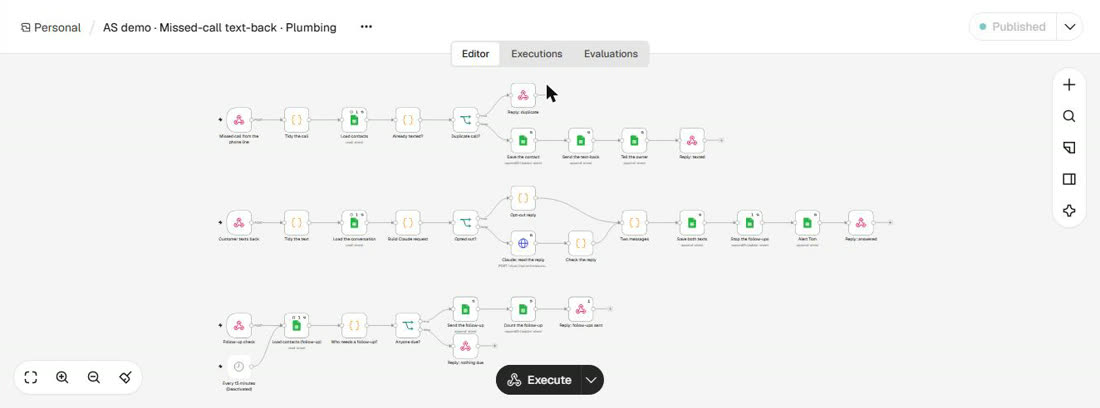 Personal / AS demo · Missed-call text-back · Plumbing ···
Published
Editor Executions Evaluations
Reply: duplicate
Missed call from the phone line
Tidy the call
Load contacts
Already texted?
Duplicate call?
Save the contact
Send the text-back
Tell the owner
Reply: texted
Opt-out reply
Customer texts back
Tidy the text
Load the conversation
Build Claude request
Opted out?
Two messages
Save both texts
Stop the follow-ups
Alert Tom
Reply: answered
Claude: read the reply
Check the reply
Follow-up check
Load contacts (follow-up)
Who needs a follow-up?
Anyone due?
Send the follow-up
Count the follow-up
Reply: follow-ups sent
Reply: nothing due
Every 15 minutes
(Deactivated)
Execute